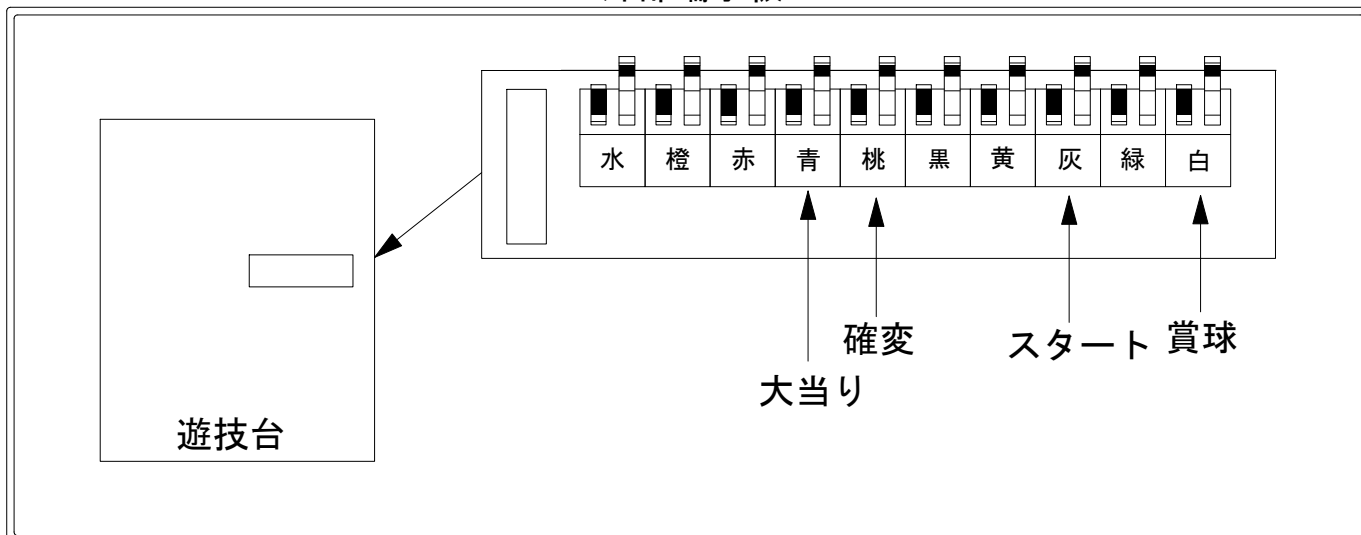 水 橙 赤 青 桃 黒 黄 灰 緑 白
確変
スタート
賞球
大当り
遊技台